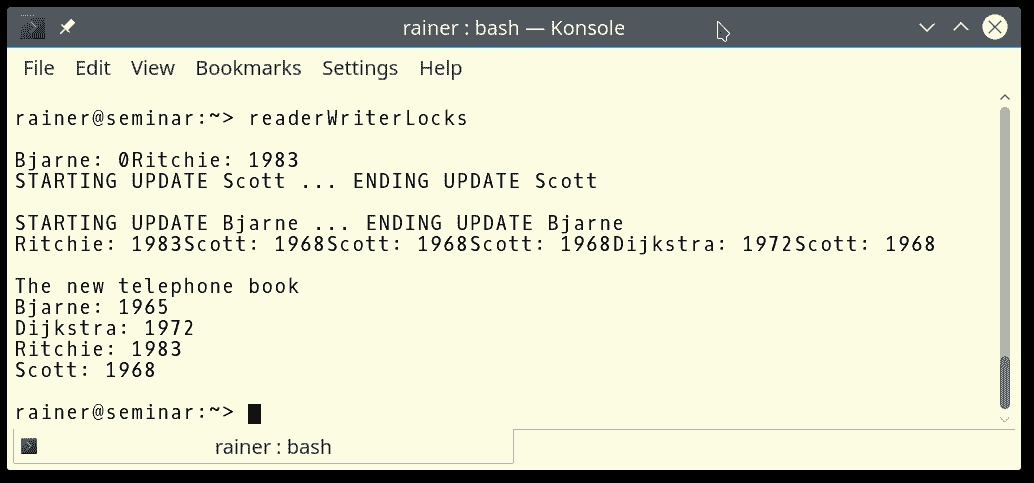 rainer : bash — Konsole
File Edit View Bookmarks Settings Help
rainer@seminar:~> readerWriterLocks
Bjarne: 0Ritchie: 1983
STARTING UPDATE Scott ... ENDING UPDATE Scott
STARTING UPDATE Bjarne ... ENDING UPDATE Bjarne
Ritchie: 1983Scott: 1968Scott: 1968Scott: 1968Dijkstra: 1972Scott: 1968
The new telephone book
Bjarne: 1965
Dijkstra: 1972
Ritchie: 1983
Scott: 1968
rainer@seminar:~>
rainer : bash